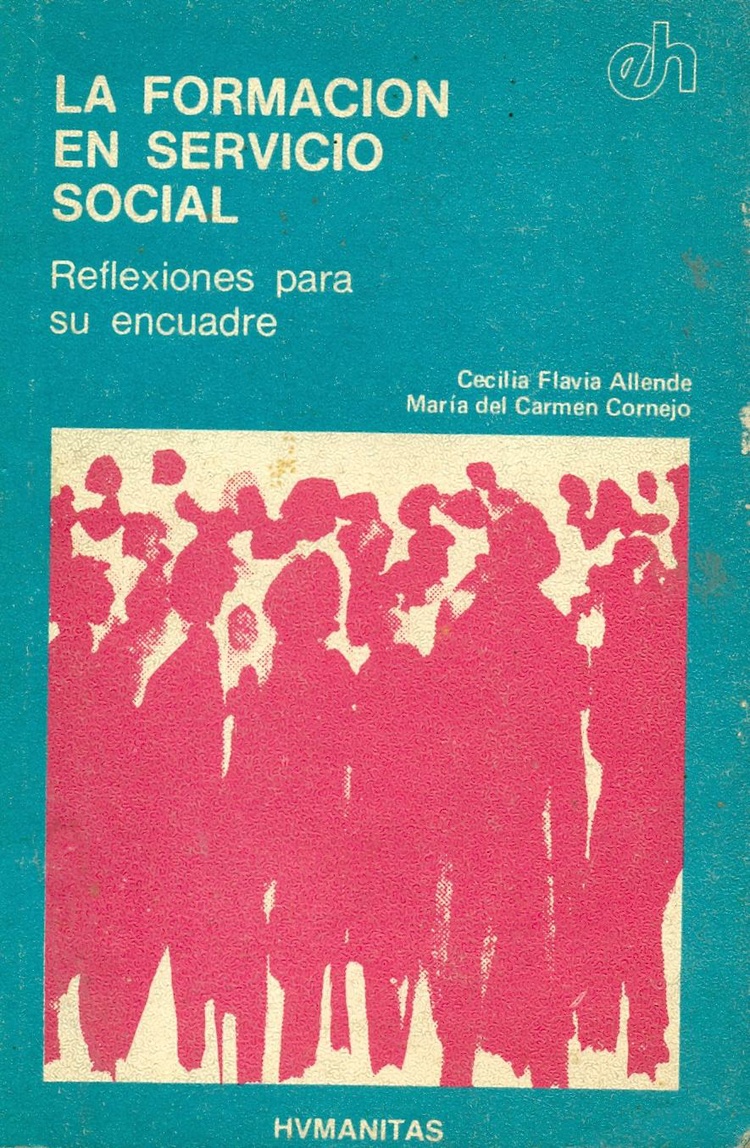 eh
LA FORMACION
EN SERVICIO
SOCIAL
Reflexiones para
su encuadre
Cecilia Flavia Allende
María del Carmen Cornejo
HVMANITAS